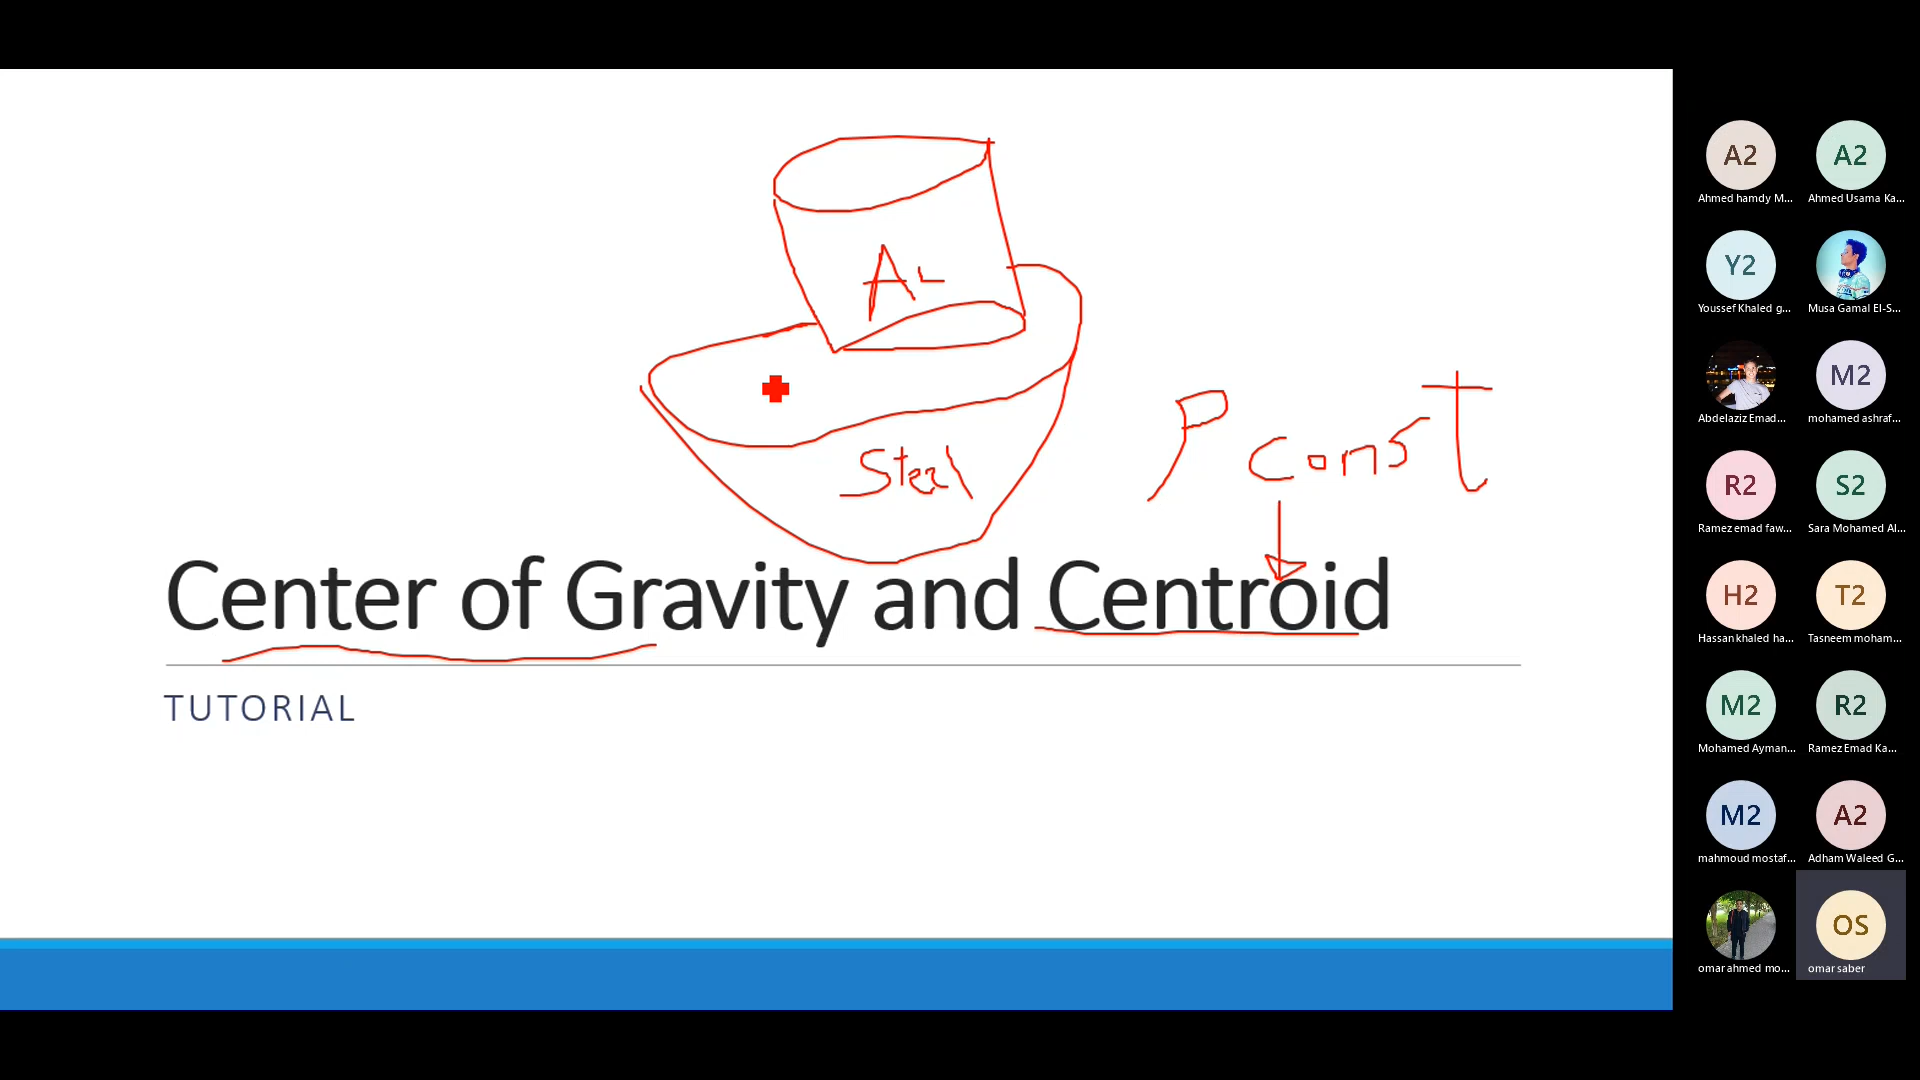 AL
Steel
ρ const
Center of Gravity and Centroid
TUTORIAL
A2
Ahmed hamdy M...
A2
Ahmed Usama Ka...
Y2
Youssef Khaled g...
Musa Gamal El-S...
Abdelaziz Emad...
M2
mohamed ashraf...
R2
Ramez emad faw...
S2
Sara Mohamed Al...
H2
Hassan khaled ha...
T2
Tasneem moham...
M2
Mohamed Ayman...
R2
Ramez Emad Ka...
M2
mahmoud mostaf...
A2
Adham Waleed G...
omar ahmed mo...
OS
omar saber